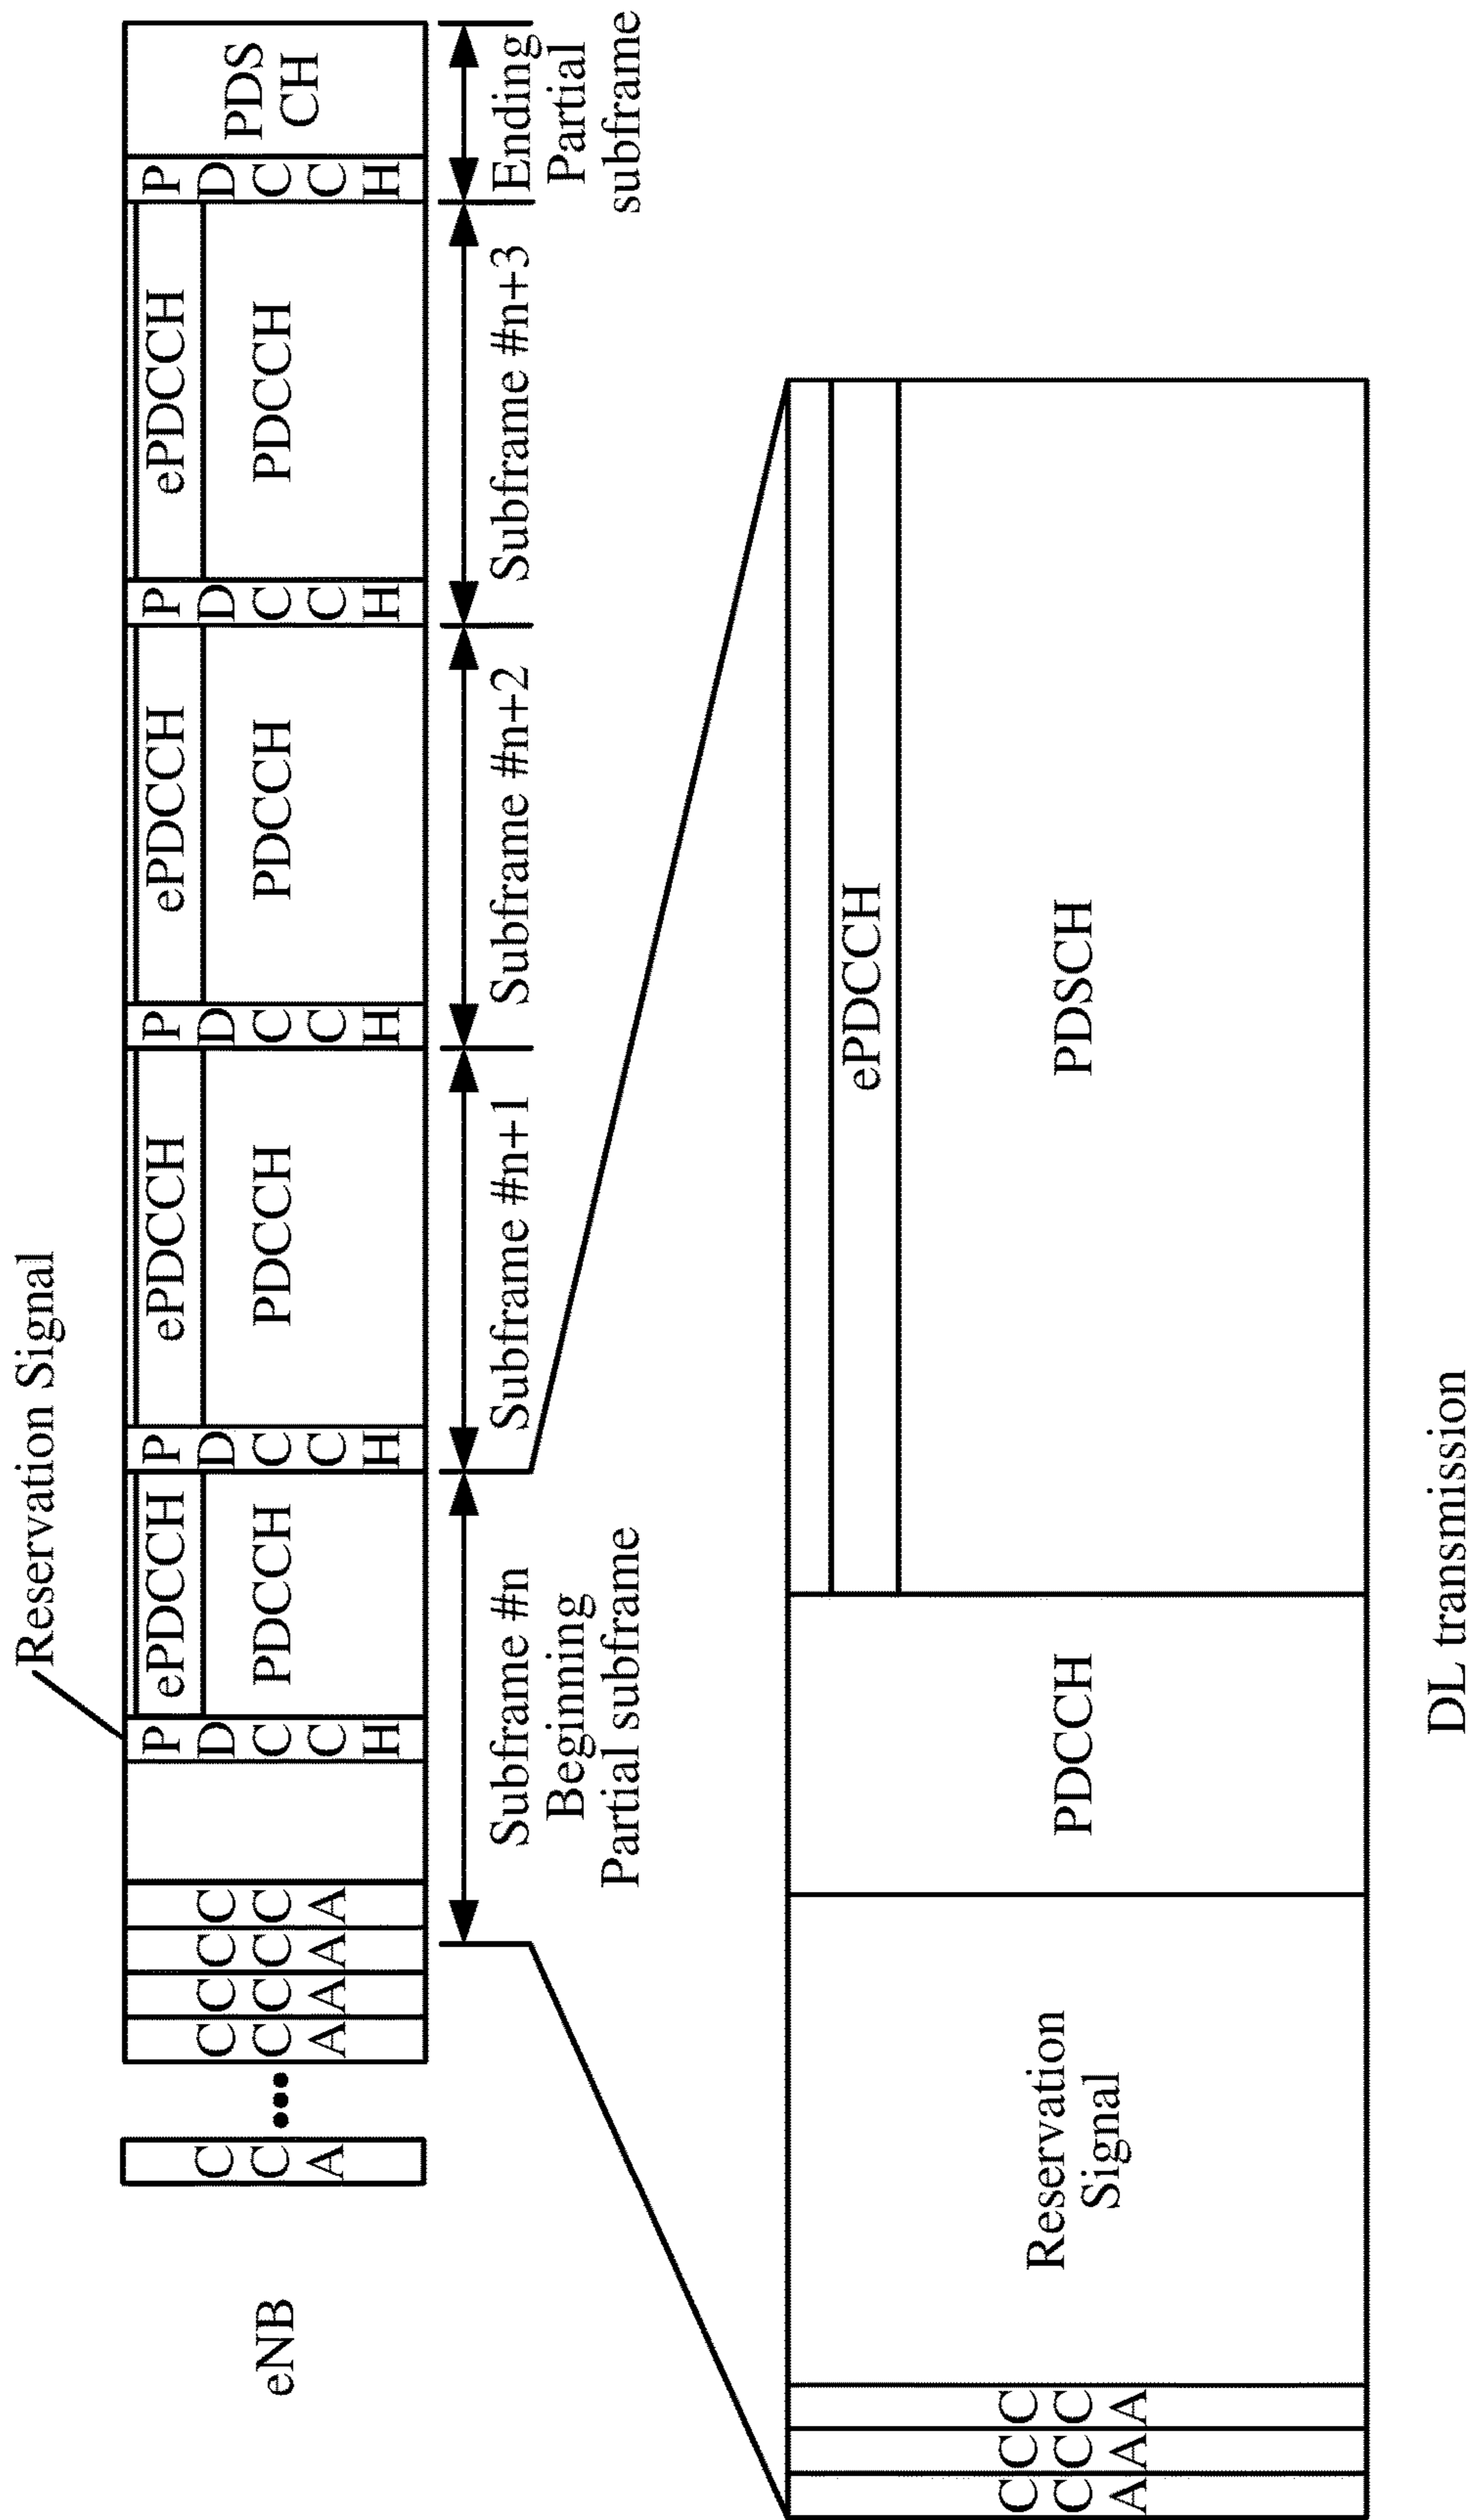 Reservation Signal
eNB
CCA
•••
CCA
CCA
CCA
CCA
PDCCH
ePDCCH
PDCCH
PDCCH
ePDCCH
PDCCH
PDCCH
ePDCCH
PDCCH
PDCCH
ePDCCH
PDCCH
PDCCH
PDS
CH
Subframe #n
Beginning
Partial subframe
Subframe #n+1
Subframe #n+2
Subframe #n+3
Ending
Partial
subframe
CCA
CCA
CCA
Reservation
Signal
PDCCH
ePDCCH
PDSCH
DL transmission